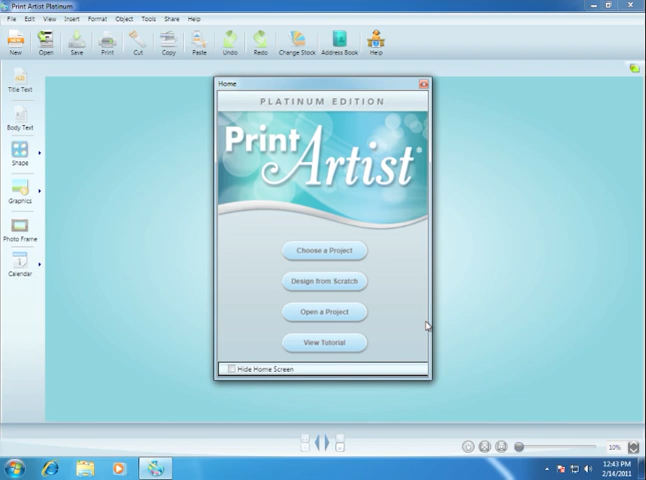 Print Artist Platinum
File Edit View Insert Format Object Tools Share Help
New Open Save Print Cut Copy Paste Undo Redo Change Stock Address Book Help
Title Text
Body Text
Shape
Graphics
Photo Frame
Calendar
Home
PLATINUM EDITION
Print Artist®
Choose a Project
Design from Scratch
Open a Project
View Tutorial
Hide Home Screen
10%
12:43 PM
2/14/2011